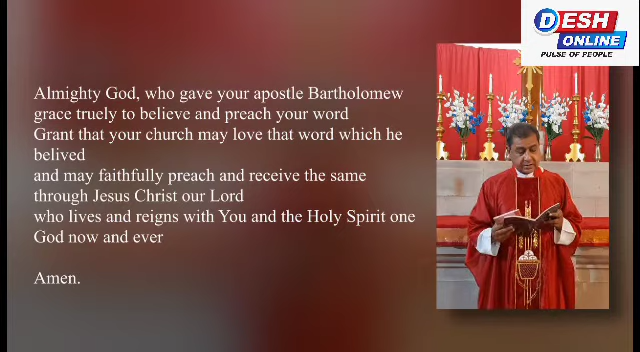 DESH
ONLINE
PULSE OF PEOPLE
Almighty God, who gave your apostle Bartholomew
grace truely to believe and preach your word
Grant that your church may love that word which he
belived
and may faithfully preach and receive the same
through Jesus Christ our Lord
who lives and reigns with You and the Holy Spirit one
God now and ever
Amen.